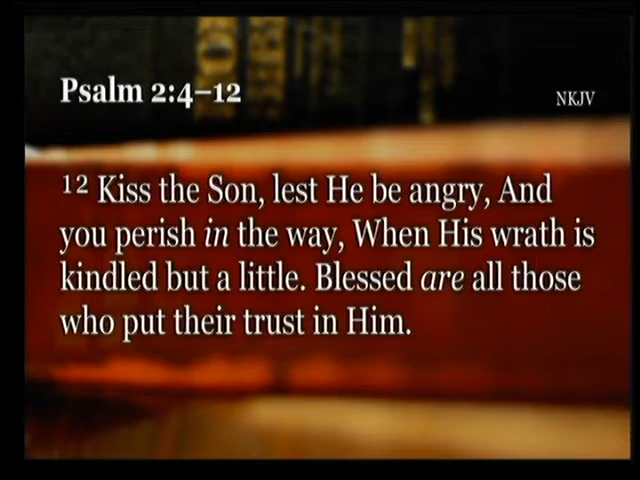 Psalm 2:4–12
NKJV
12 Kiss the Son, lest He be angry, And
you perish in the way, When His wrath is
kindled but a little. Blessed are all those
who put their trust in Him.